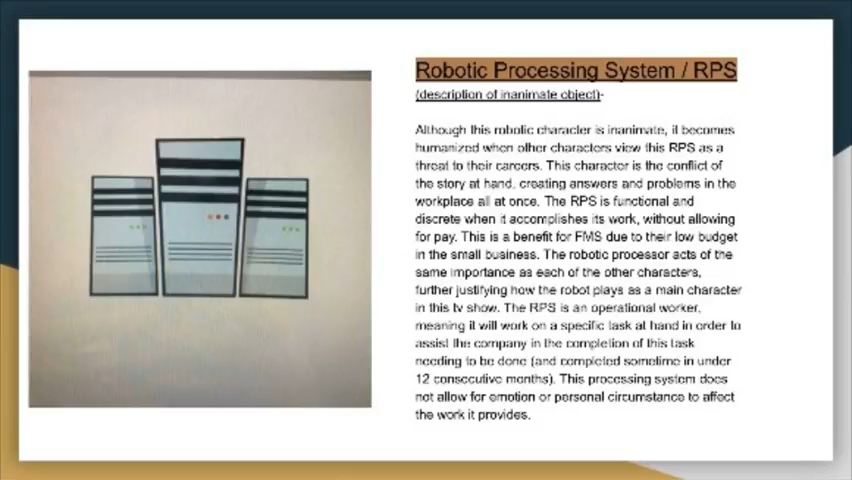 Robotic Processing System / RPS
(description of inanimate object)-
Although this robotic character is inanimate, it becomes
humanized when other characters view this RPS as a
threat to their careers. This character is the conflict of
the story at hand, creating answers and problems in the
workplace all at once. The RPS is functional and
discrete when it accomplishes its work, without allowing
for pay. This is a benefit for FMS due to their low budget
in the small business. The robotic processor acts of the
same importance as each of the other characters,
further justifying how the robot plays as a main character
in this tv show. The RPS is an operational worker,
meaning it will work on a specific task at hand in order to
assist the company in the completion of this task
needing to be done (and completed sometime in under
12 consecutive months). This processing system does
not allow for emotion or personal circumstance to affect
the work it provides.